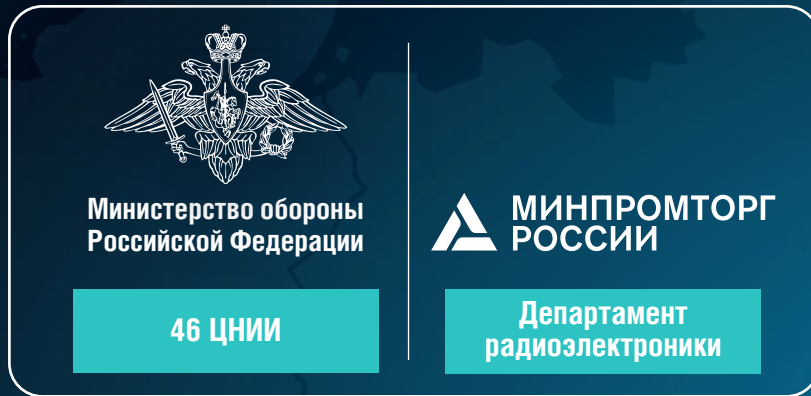 Министерство обороны
Российской Федерации
46 ЦНИИ
МИНПРОМТОРГ
РОССИИ
Департамент
радиоэлектроники